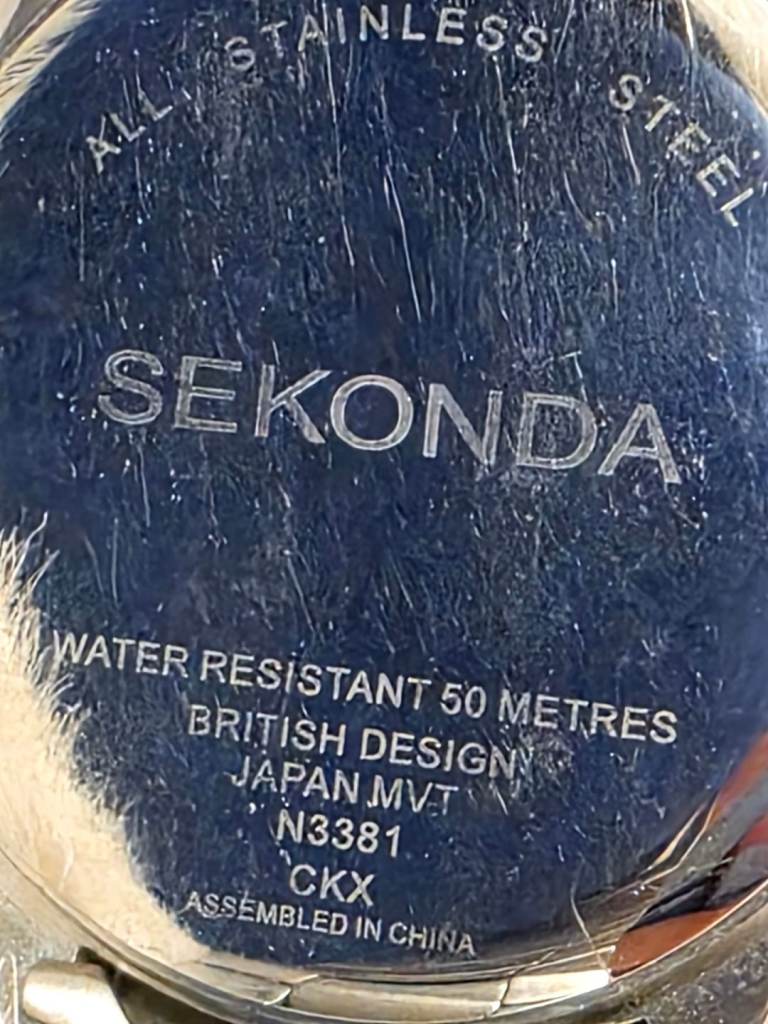 ALL STAINLESS STEEL
SEKONDA
WATER RESISTANT 50 METRES
BRITISH DESIGN
JAPAN MVT
N3381
CKX
ASSEMBLED IN CHINA